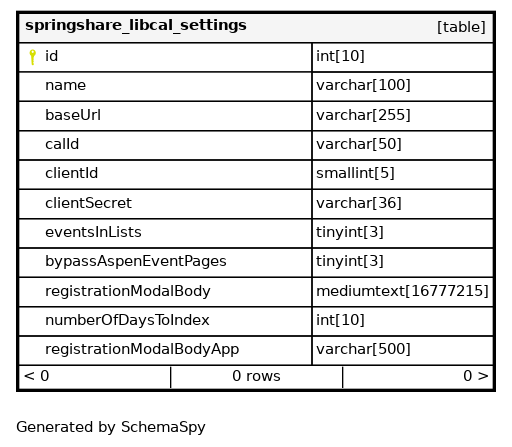 springshare_libcal_settings [table]
id int[10]
name varchar[100]
baseUrl varchar[255]
calId varchar[50]
clientId smallint[5]
clientSecret varchar[36]
eventsInLists tinyint[3]
bypassAspenEventPages tinyint[3]
registrationModalBody mediumtext[16777215]
numberOfDaysToIndex int[10]
registrationModalBodyApp varchar[500]
< 0 0 rows 0 >
Generated by SchemaSpy